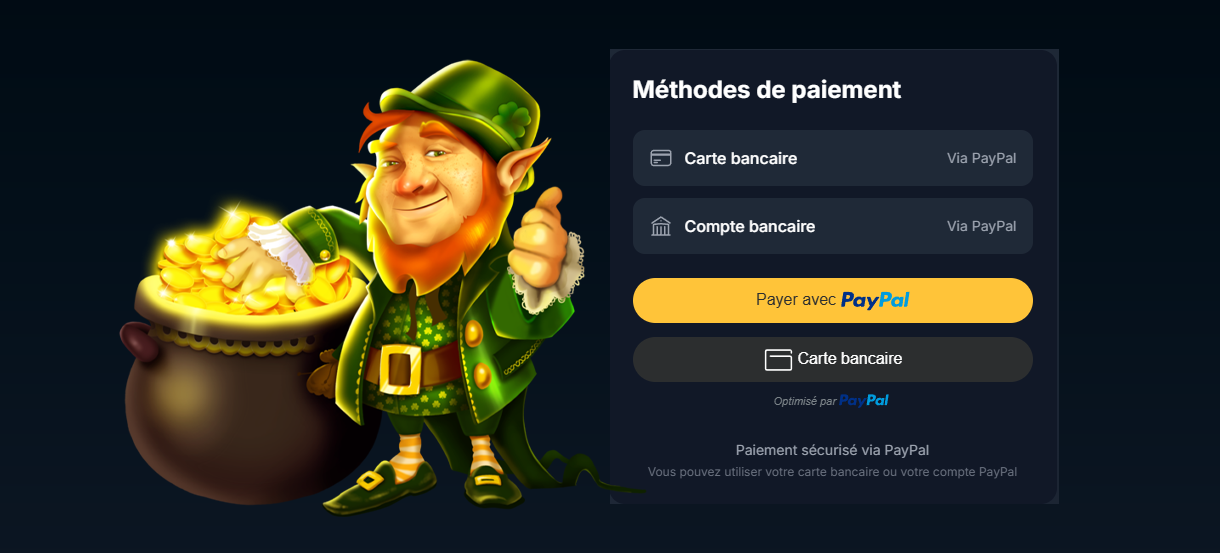 Méthodes de paiement
Carte bancaire Via PayPal
Compte bancaire Via PayPal
Payer avec PayPal
Carte bancaire
Optimisé par PayPal
Paiement sécurisé via PayPal
Vous pouvez utiliser votre carte bancaire ou votre compte PayPal